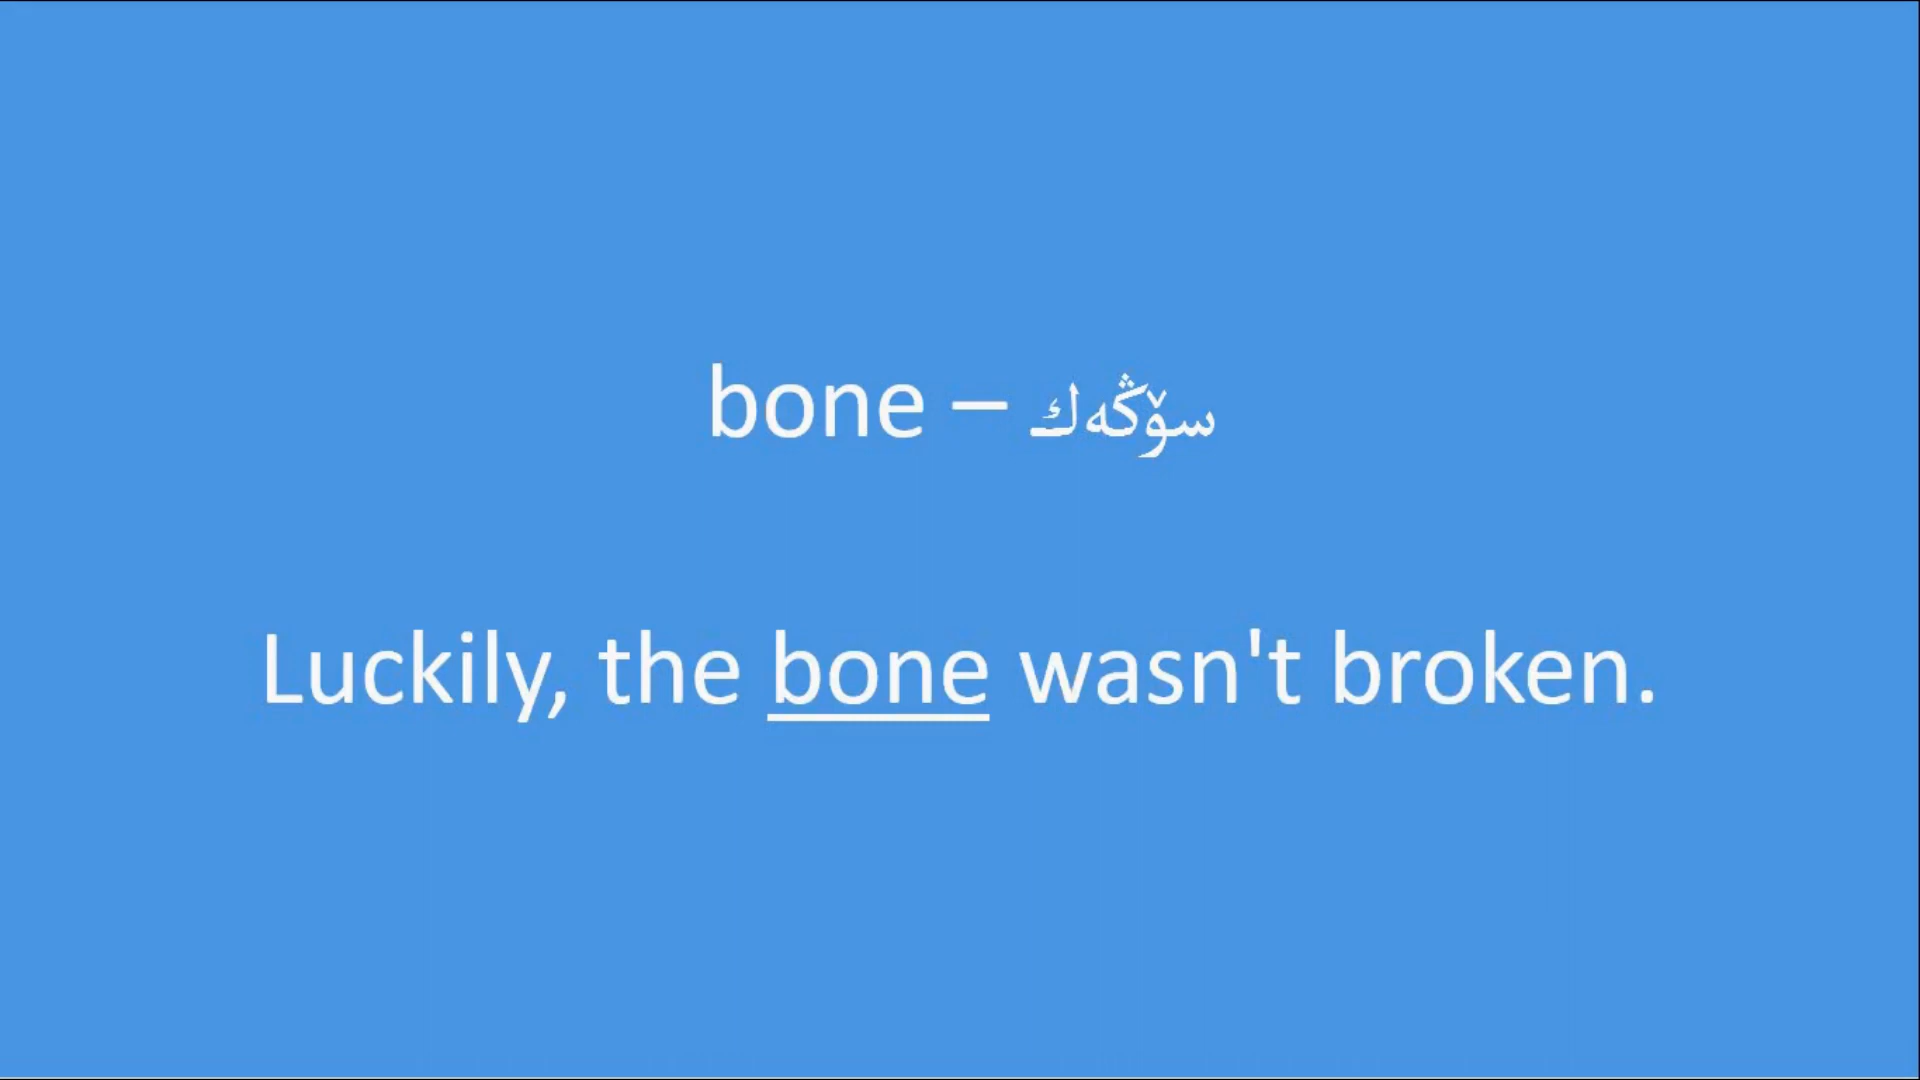 bone – سۆڭەك
Luckily, the bone wasn't broken.